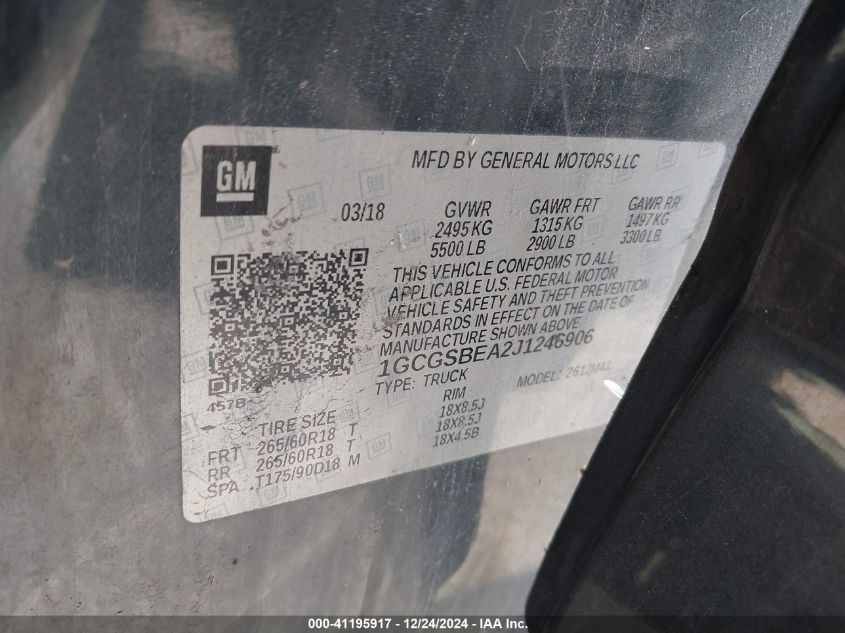 GM
MFD BY GENERAL MOTORS LLC
03/18 GVWR GAWR FRT GAWR RR
2495 KG 1315 KG 1497 KG
5500 LB 2900 LB 3300 LB
THIS VEHICLE CONFORMS TO ALL
APPLICABLE U.S. FEDERAL MOTOR
VEHICLE SAFETY AND THEFT PREVENTION
STANDARDS IN EFFECT ON THE DATE OF
MANUFACTURE SHOWN ABOVE.
1GCGSBEA2J1246906
TYPE: TRUCK MODEL: 2612M43
457B
TIRE SIZE RIM
FRT 265/60R18 T 18X8.5J
RR 265/60R18 T 18X8.5J
SPA T175/90D18 M 18X4.5B
000-41195917 - 12/24/2024 - IAA Inc.